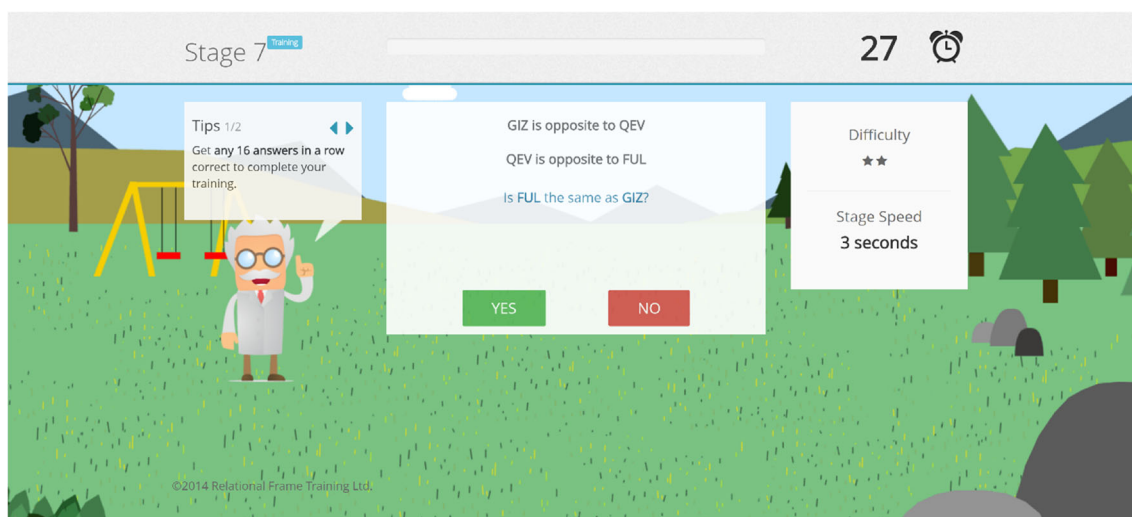 Stage 7 Training
27
Tips 1/2
Get any 16 answers in a row
correct to complete your
training.
GIZ is opposite to QEV
QEV is opposite to FUL
Is FUL the same as GIZ?
YES
NO
Difficulty
Stage Speed
3 seconds
©2014 Relational Frame Training Ltd.